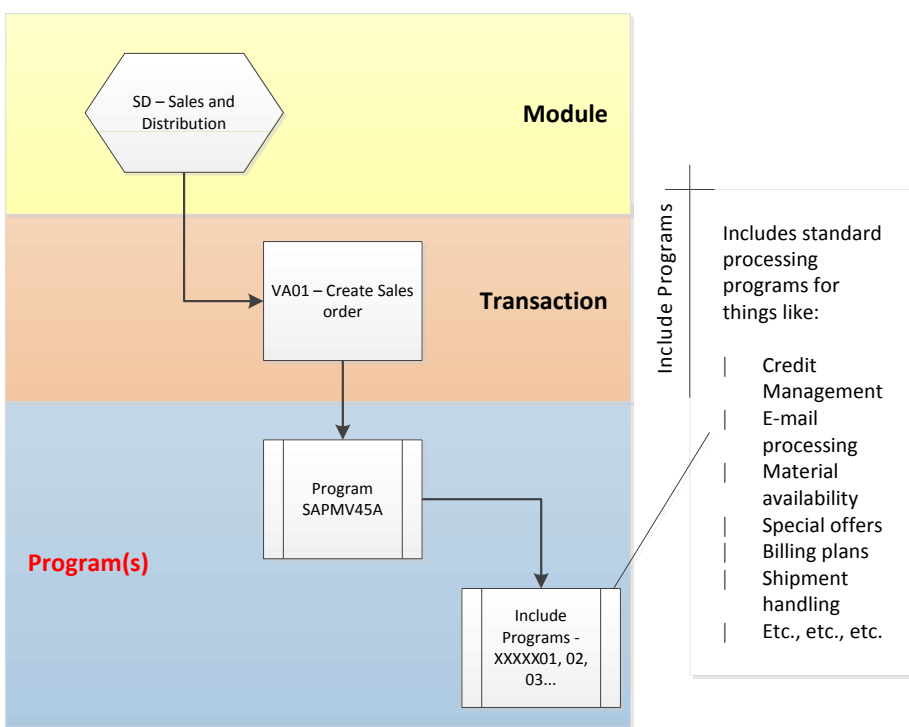 SD – Sales and
Distribution
Module
VA01 – Create Sales
order
Transaction
Program
SAPMV45A
Program(s)
Include
Programs -
XXXXX01, 02,
03...
Include Programs
Includes standard
processing
programs for
things like:
| Credit
Management
| E-mail
processing
| Material
availability
| Special offers
| Billing plans
| Shipment
handling
| Etc., etc., etc.